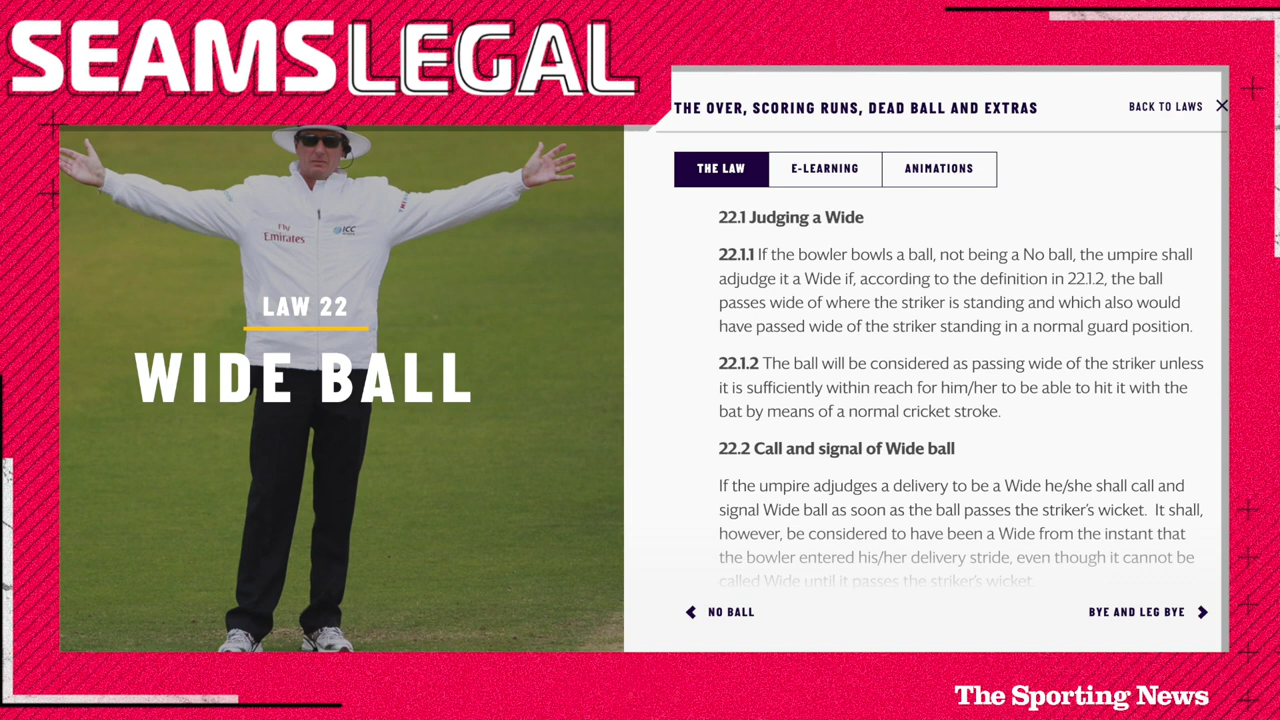 SEAMSLEGAL
THE OVER, SCORING RUNS, DEAD BALL AND EXTRAS
BACK TO LAWS
THE LAW
E-LEARNING
ANIMATIONS
Fly
Emirates
ICC
LAW 22
WIDE BALL
22.1 Judging a Wide
22.1.1 If the bowler bowls a ball, not being a No ball, the umpire shall
adjudge it a Wide if, according to the definition in 22.1.2, the ball
passes wide of where the striker is standing and which also would
have passed wide of the striker standing in a normal guard position.
22.1.2 The ball will be considered as passing wide of the striker unless
it is sufficiently within reach for him/her to be able to hit it with the
bat by means of a normal cricket stroke.
22.2 Call and signal of Wide ball
If the umpire adjudges a delivery to be a Wide he/she shall call and
signal Wide ball as soon as the ball passes the striker's wicket. It shall,
however, be considered to have been a Wide from the instant that
the bowler entered his/her delivery stride, even though it cannot be
called Wide until it passes the striker's wicket.
NO BALL
BYE AND LEG BYE
The Sporting News